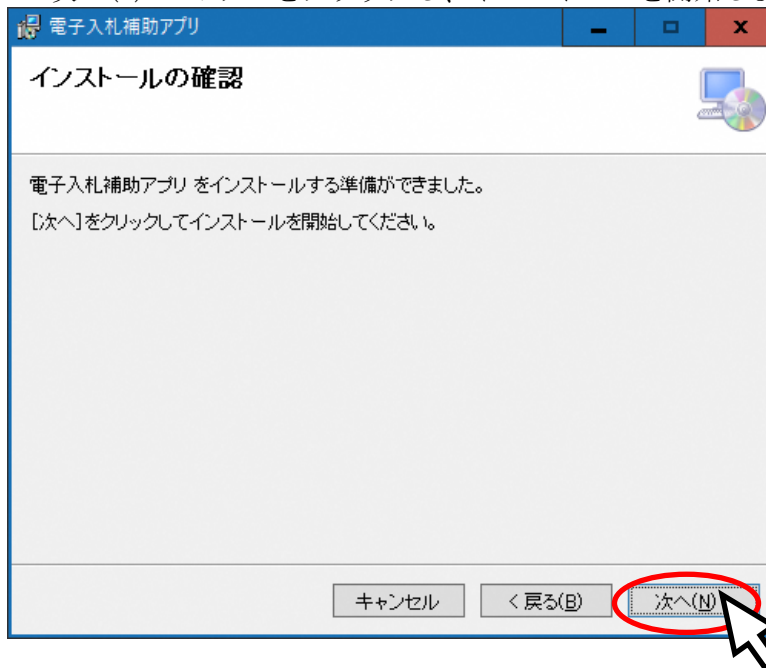 電子入札補助アプリ
インストールの確認
電子入札補助アプリ をインストールする準備ができました。
[次へ]をクリックしてインストールを開始してください。
キャンセル
< 戻る(B)
次へ(N)